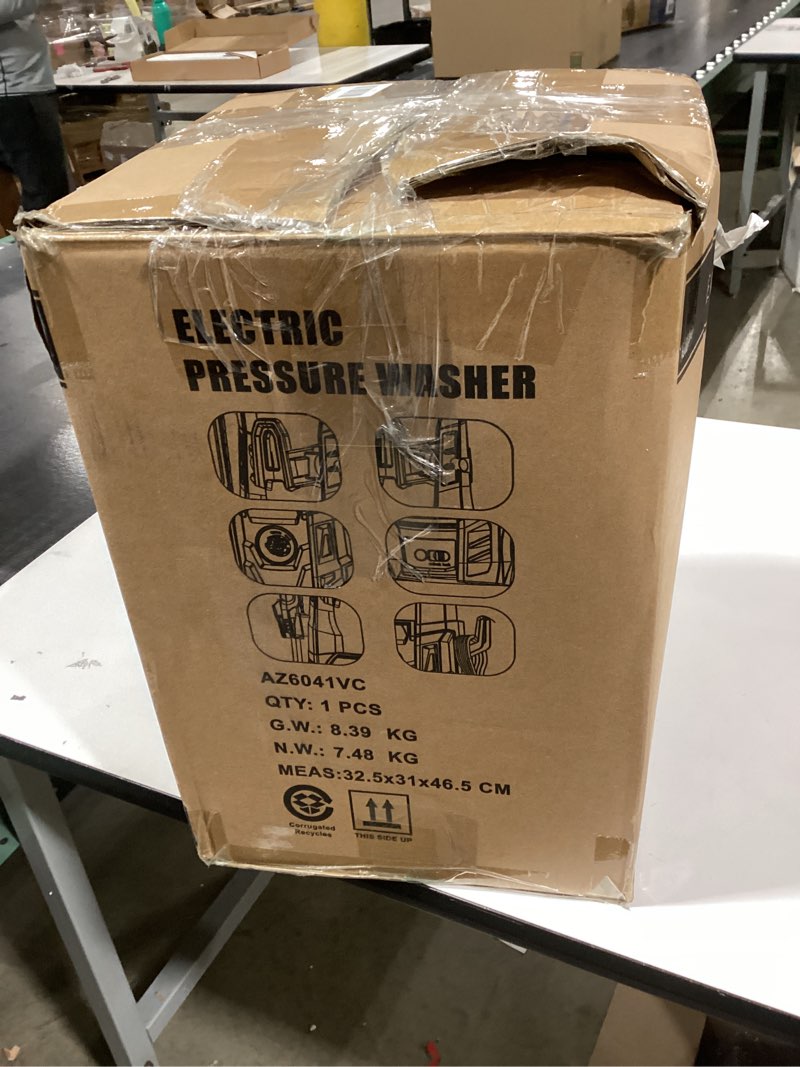 ELECTRIC
PRESSURE WASHER
AZ6041VC
QTY: 1 PCS
G.W.: 8.39 KG
N.W.: 7.48 KG
MEAS:32.5x31x46.5 CM
Corrugated
Recycles
THIS SIDE UP